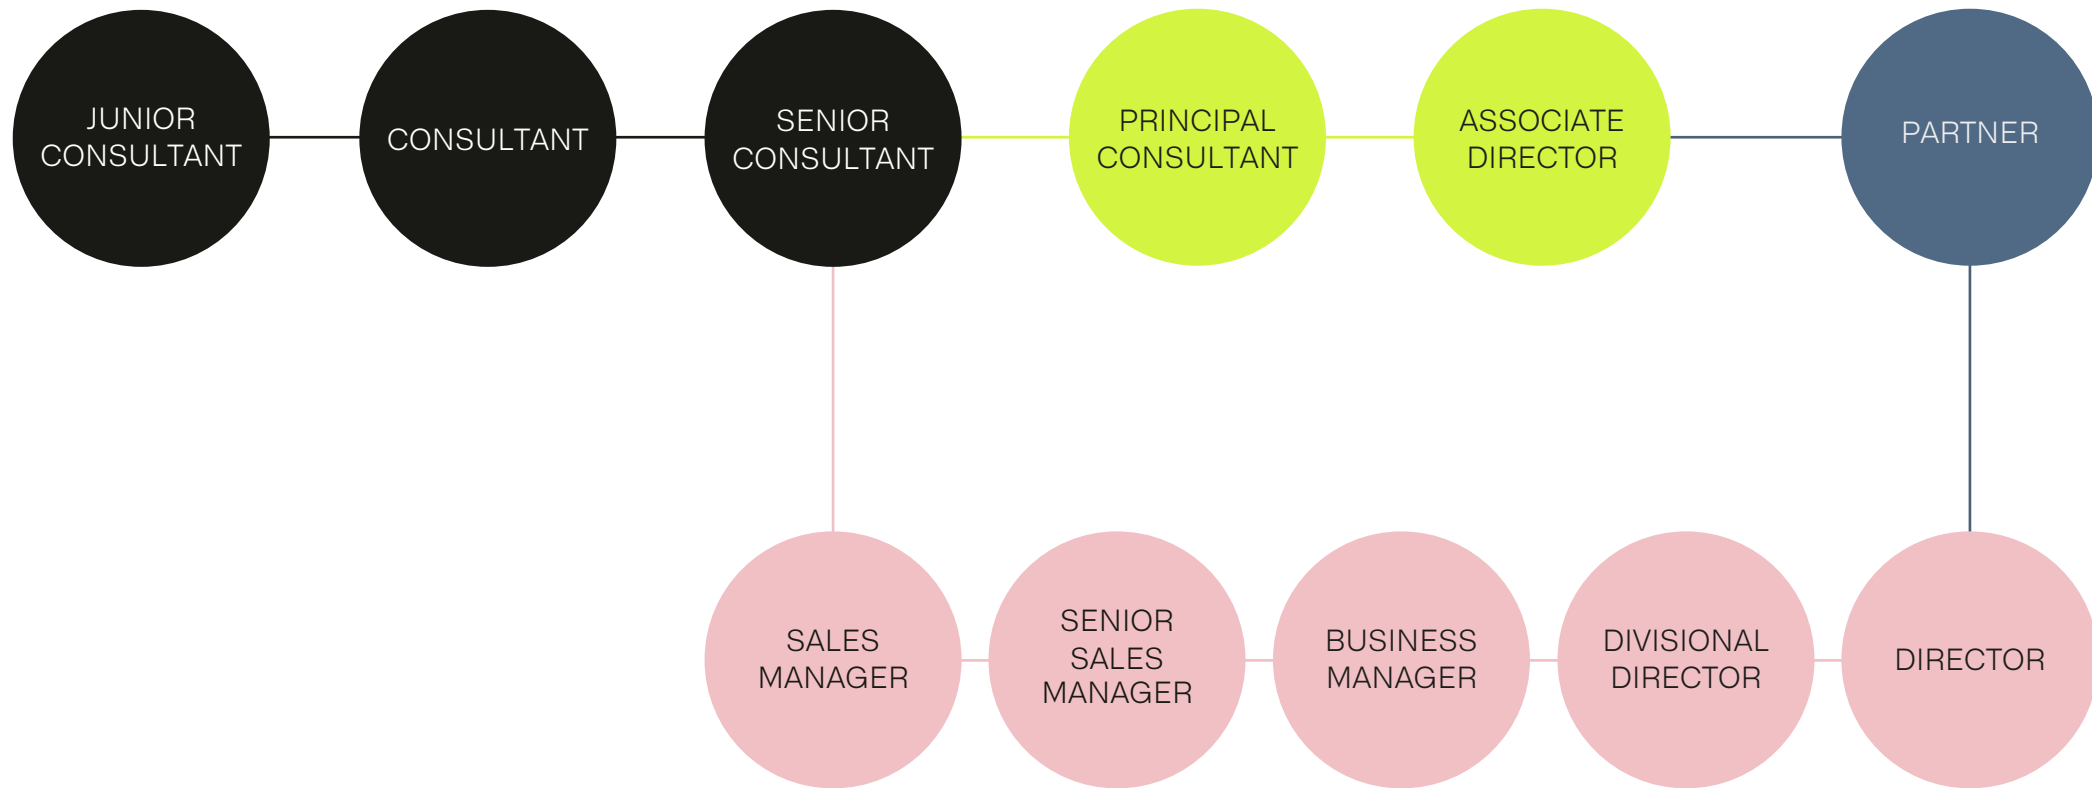 JUNIOR
CONSULTANT
CONSULTANT
SENIOR
CONSULTANT
PRINCIPAL
CONSULTANT
ASSOCIATE
DIRECTOR
PARTNER
SALES
MANAGER
SENIOR
SALES
MANAGER
BUSINESS
MANAGER
DIVISIONAL
DIRECTOR
DIRECTOR